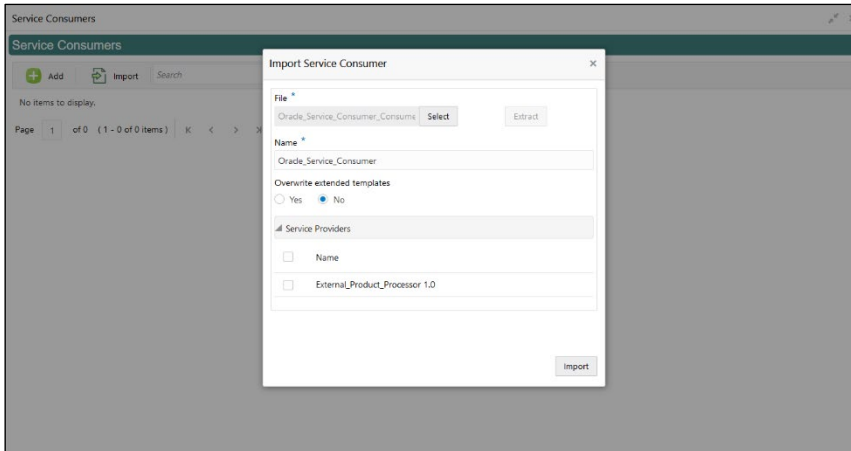 Service Consumers
Service Consumers
Add Import Search
No items to display.
Page 1 of 0 (1 - 0 of 0 items) K < >
Import Service Consumer ×
File *
Oracle_Service_Consumer_Consume Select Extract
Name *
Oracle_Service_Consumer
Overwrite extended templates
Yes No
Service Providers
Name
External_Product_Processor 1.0
Import